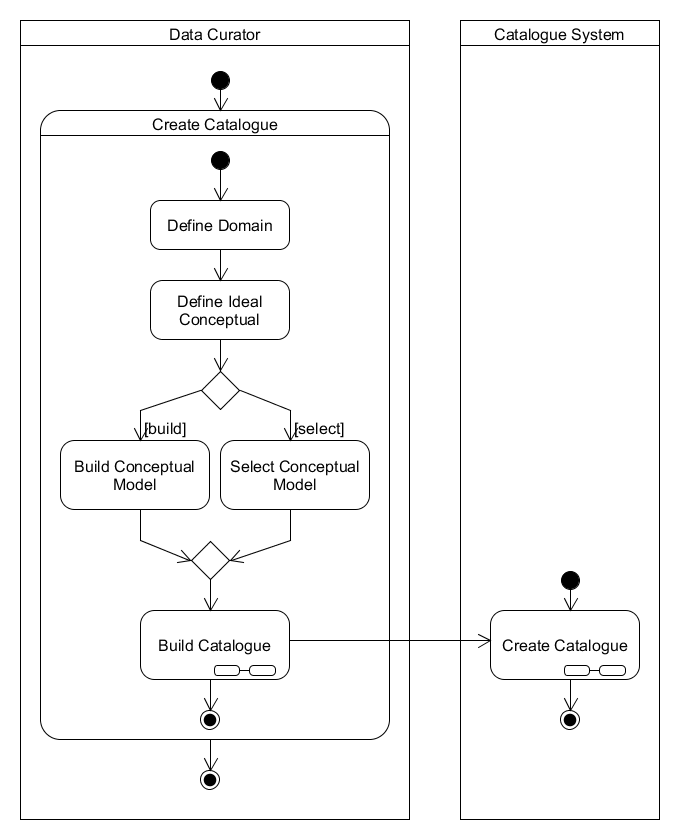 Data Curator
Catalogue System
Create Catalogue
Define Domain
Define Ideal
Conceptual
[build]
[select]
Build Conceptual
Model
Select Conceptual
Model
Build Catalogue
Create Catalogue